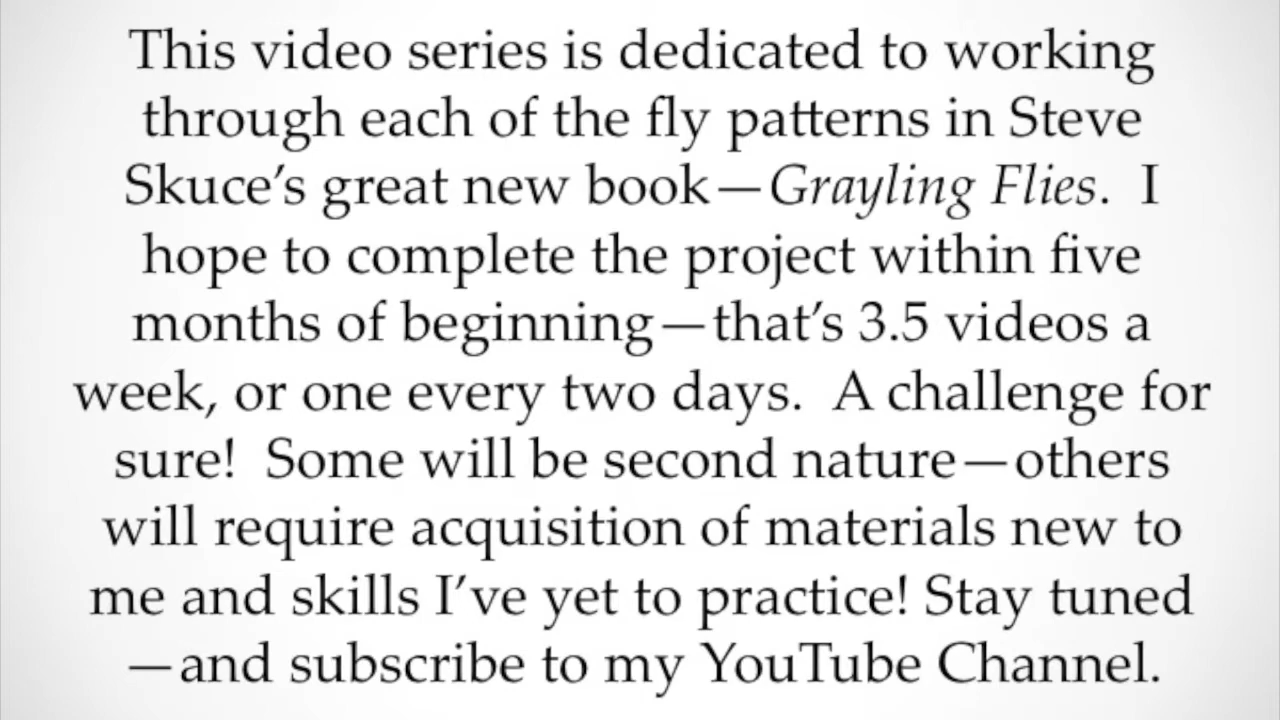 This video series is dedicated to working
through each of the fly patterns in Steve
Skuce’s great new book—Grayling Flies.  I
hope to complete the project within five
months of beginning—that’s 3.5 videos a
week, or one every two days.  A challenge for
sure!  Some will be second nature—others
will require acquisition of materials new to
me and skills I’ve yet to practice! Stay tuned
—and subscribe to my YouTube Channel.